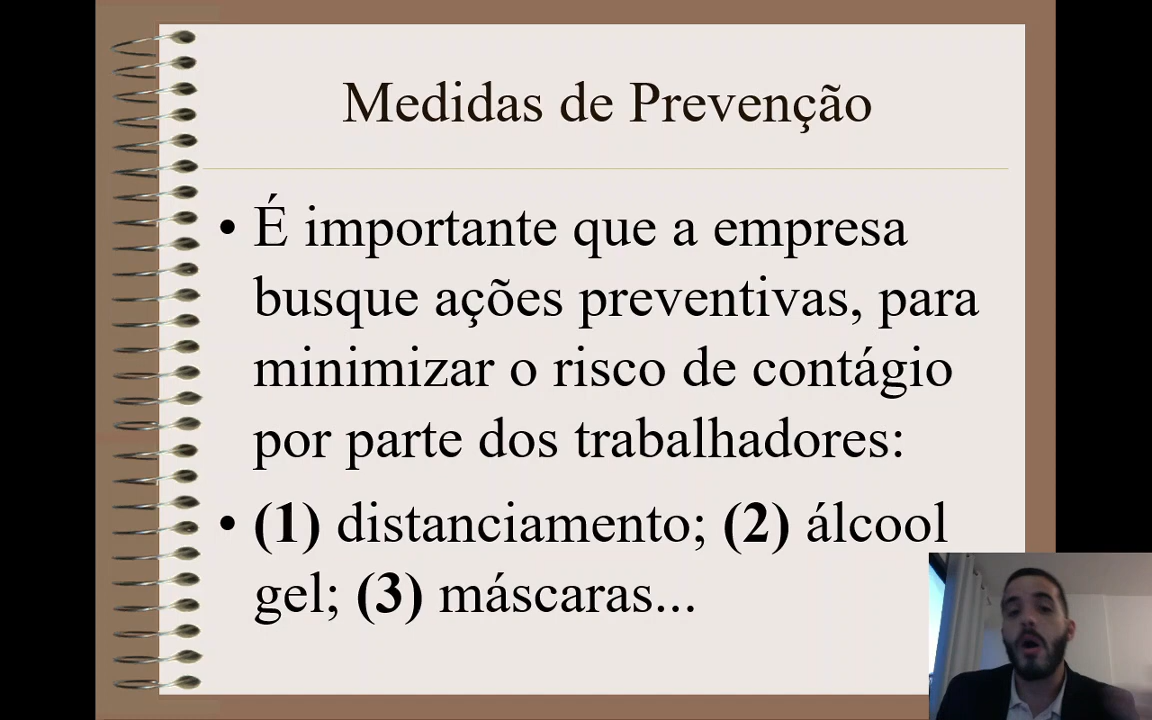 Medidas de Prevenção
• É importante que a empresa
busque ações preventivas, para
minimizar o risco de contágio
por parte dos trabalhadores:
• (1) distanciamento; (2) álcool
gel; (3) máscaras...